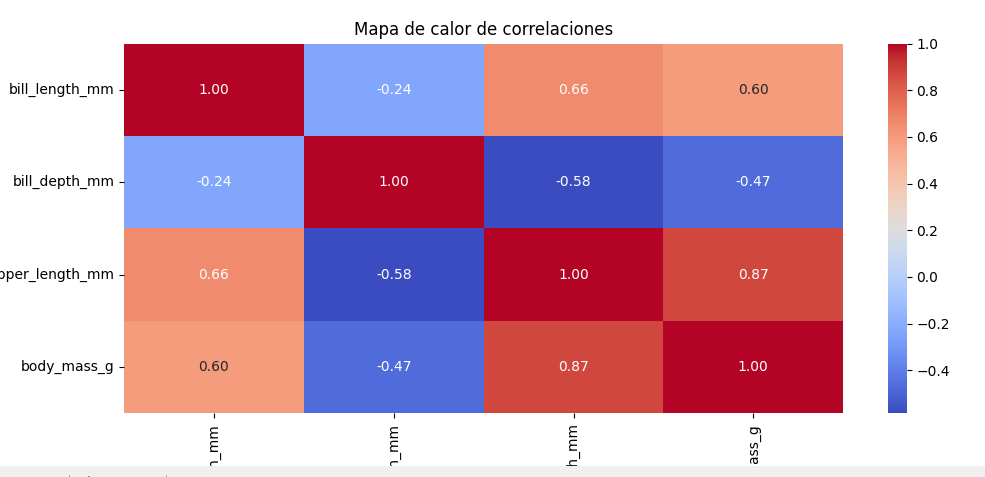 Mapa de calor de correlaciones
bill_length_mm 1.00 -0.24 0.66 0.60
bill_depth_mm -0.24 1.00 -0.58 -0.47
pper_length_mm 0.66 -0.58 1.00 0.87
body_mass_g 0.60 -0.47 0.87 1.00
h_mm
h_mm
th_mm
ass_g
1.0
0.8
0.6
0.4
0.2
0.0
−0.2
−0.4